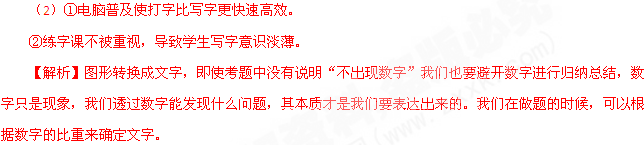 （2）①电脑普及使打字比写字更快速高效。
②练字课不被重视，导致学生写字意识淡薄。
【解析】图形转换成文字，即使考题中没有说明“不出现数字”我们也要避开数字进行归纳总结，数
字只是现象，我们透过数字能发现什么问题，其本质才是我们要表达出来的。我们在做题的时候，可以根
据数字的比重来确定文字。